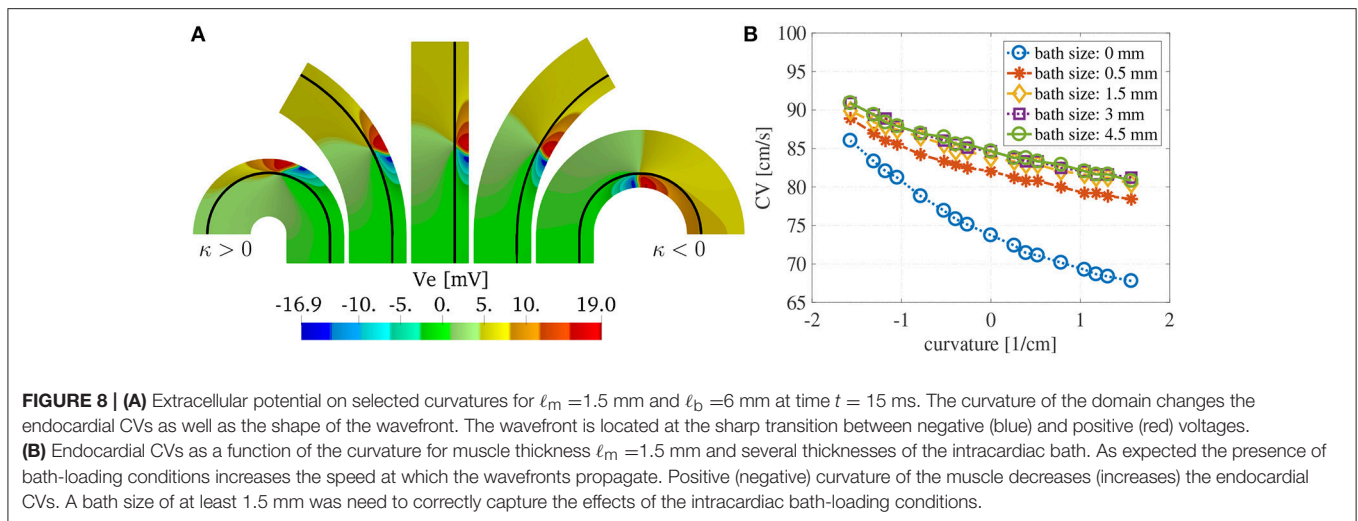 A
κ > 0
κ < 0
Ve [mV]
-16.9 -10. -5. 0. 5. 10. 19.0
B
100
95
90
85
80
75
70
65
CV [cm/s]
bath size: 0 mm
bath size: 0.5 mm
bath size: 1.5 mm
bath size: 3 mm
bath size: 4.5 mm
-2 -1 0 1 2
curvature [1/cm]
FIGURE 8 | (A) Extracellular potential on selected curvatures for ℓm =1.5 mm and ℓb =6 mm at time t = 15 ms. The curvature of the domain changes the
endocardial CVs as well as the shape of the wavefront. The wavefront is located at the sharp transition between negative (blue) and positive (red) voltages.
(B) Endocardial CVs as a function of the curvature for muscle thickness ℓm =1.5 mm and several thicknesses of the intracardiac bath. As expected the presence of
bath-loading conditions increases the speed at which the wavefronts propagate. Positive (negative) curvature of the muscle decreases (increases) the endocardial
CVs. A bath size of at least 1.5 mm was need to correctly capture the effects of the intracardiac bath-loading conditions.